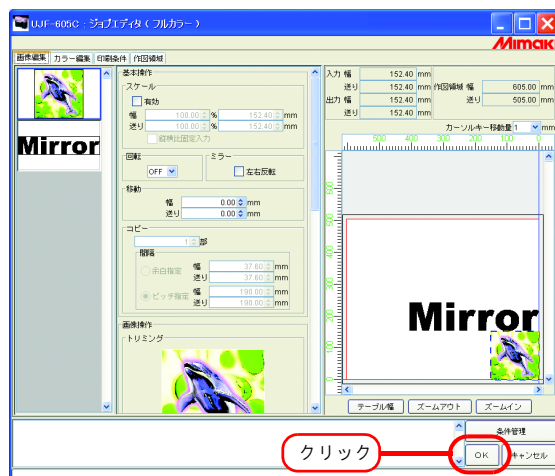 UJF-605C : ジョブエディタ ( フルカラー )
Mimaki
画像編集 カラー編集 印刷条件 作図領域
Mirror
基本操作
スケール
有効
幅 100.00 % 152.40 mm
送り 100.00 % 152.40 mm
縦横比固定入力
回転
OFF
ミラー
左右反転
移動
幅 0.00 mm
送り 0.00 mm
コピー
1 部
間隔
余白指定
幅 37.60 mm
送り 37.60 mm
ピッチ指定
幅 190.00 mm
送り 190.00 mm
画像操作
トリミング
入力 幅 152.40 mm 作図領域 幅 605.00 mm
送り 152.40 mm 送り 505.00 mm
出力 幅 152.40 mm
送り 152.40 mm
カーソルキー移動量 1 mm
500 400 300 200 100 0
Mirror
テーブル幅 ズームアウト ズームイン
条件管理
クリック
OK キャンセル